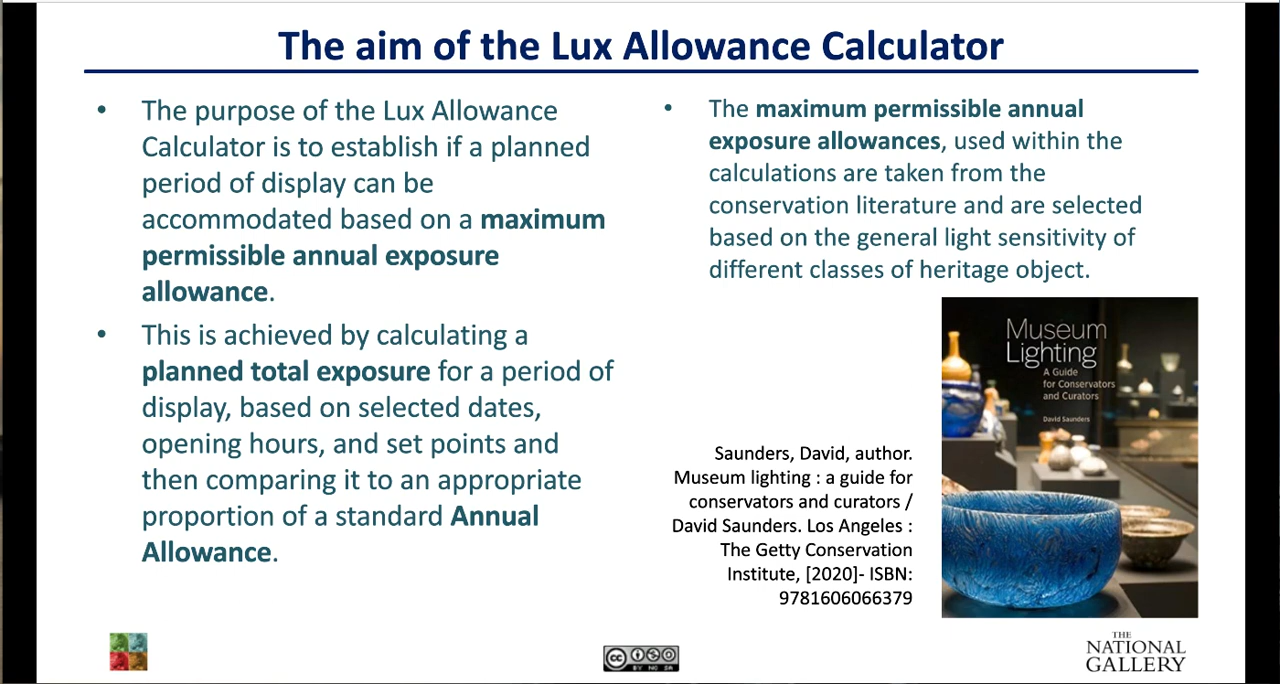 The aim of the Lux Allowance Calculator
• The purpose of the Lux Allowance
Calculator is to establish if a planned
period of display can be
accommodated based on a maximum
permissible annual exposure
allowance.
• This is achieved by calculating a
planned total exposure for a period of
display, based on selected dates,
opening hours, and set points and
then comparing it to an appropriate
proportion of a standard Annual
Allowance.
• The maximum permissible annual
exposure allowances, used within the
calculations are taken from the
conservation literature and are selected
based on the general light sensitivity of
different classes of heritage object.
Saunders, David, author.
Museum lighting : a guide for
conservators and curators /
David Saunders. Los Angeles :
The Getty Conservation
Institute, [2020]- ISBN:
9781606066379
Museum
Lighting
A Guide
for Conservators
and Curators
David Saunders
cc
BY NC SA
THE
NATIONAL
GALLERY